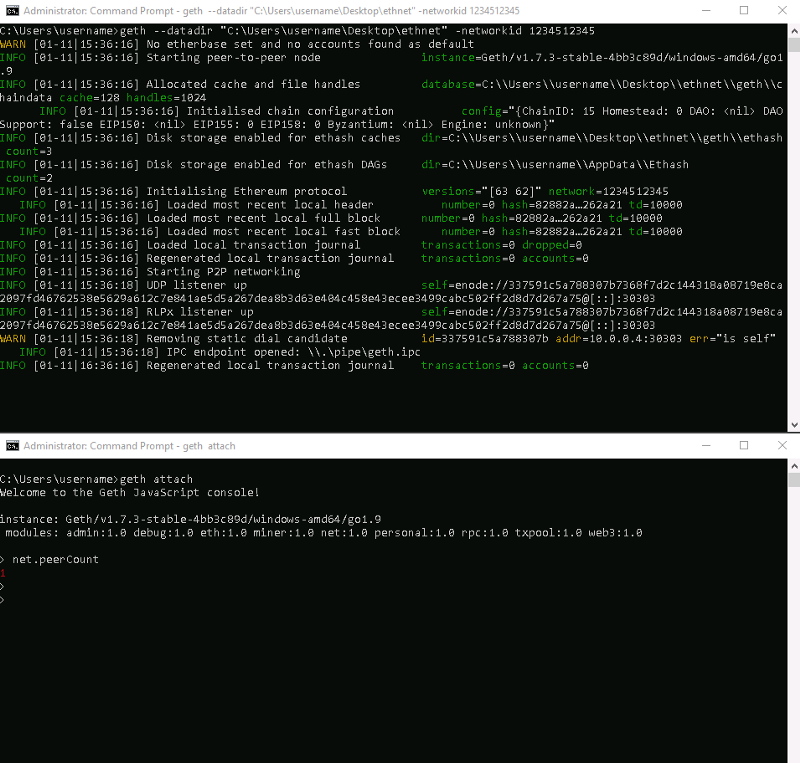 Administrator: Command Prompt - geth --datadir "C:\Users\username\Desktop\ethnet" -networkid 1234512345
C:\Users\username>geth --datadir "C:\Users\username\Desktop\ethnet" -networkid 1234512345
WARN [01-11|15:36:16] No etherbase set and no accounts found as default
INFO [01-11|15:36:16] Starting peer-to-peer node instance=Geth/v1.7.3-stable-4bb3c89d/windows-amd64/go1
.9
INFO [01-11|15:36:16] Allocated cache and file handles database=C:\\Users\\username\\Desktop\\ethnet\\geth\\c
haindata cache=128 handles=1024
INFO [01-11|15:36:16] Initialised chain configuration config="{ChainID: 15 Homestead: 0 DAO: <nil> DAO
Support: false EIP150: <nil> EIP155: 0 EIP158: 0 Byzantium: <nil> Engine: unknown}"
INFO [01-11|15:36:16] Disk storage enabled for ethash caches dir=C:\\Users\\username\\Desktop\\ethnet\\geth\\ethash
count=3
INFO [01-11|15:36:16] Disk storage enabled for ethash DAGs dir=C:\\Users\\username\\AppData\\Ethash
count=2
INFO [01-11|15:36:16] Initialising Ethereum protocol versions="[63 62]" network=1234512345
INFO [01-11|15:36:16] Loaded most recent local header number=0 hash=82882a…262a21 td=10000
INFO [01-11|15:36:16] Loaded most recent local full block number=0 hash=82882a…262a21 td=10000
INFO [01-11|15:36:16] Loaded most recent local fast block number=0 hash=82882a…262a21 td=10000
INFO [01-11|15:36:16] Loaded local transaction journal transactions=0 dropped=0
INFO [01-11|15:36:16] Regenerated local transaction journal transactions=0 accounts=0
INFO [01-11|15:36:16] Starting P2P networking
INFO [01-11|15:36:18] UDP listener up self=enode://337591c5a788307b7368f7d2c144318a08719e8ca
2097fd46762538e5629a612c7e841ae5d5a267dea8b3d63e404c458e43ecee3499cabc502ff2d8d7d267a75@[::]:30303
INFO [01-11|15:36:18] RLPx listener up self=enode://337591c5a788307b7368f7d2c144318a08719e8ca
2097fd46762538e5629a612c7e841ae5d5a267dea8b3d63e404c458e43ecee3499cabc502ff2d8d7d267a75@[::]:30303
WARN [01-11|15:36:18] Removing static dial candidate id=337591c5a788307b addr=10.0.0.4:30303 err="is self"
INFO [01-11|15:36:18] IPC endpoint opened: \\.\pipe\geth.ipc
INFO [01-11|16:36:16] Regenerated local transaction journal transactions=0 accounts=0
Administrator: Command Prompt - geth attach
C:\Users\username>geth attach
Welcome to the Geth JavaScript console!
instance: Geth/v1.7.3-stable-4bb3c89d/windows-amd64/go1.9
modules: admin:1.0 debug:1.0 eth:1.0 miner:1.0 net:1.0 personal:1.0 rpc:1.0 txpool:1.0 web3:1.0
> net.peerCount
1
>
>